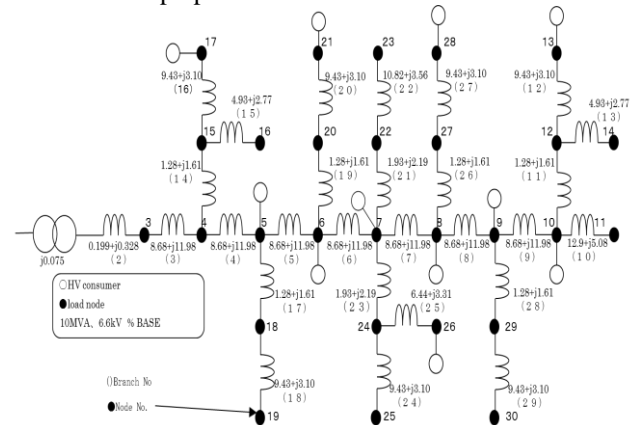 17
21
23
28
13
9.43+j3.10
(16)
4.93+j2.77
(15)
9.43+j3.10
(20)
10.82+j3.56
(22)
9.43+j3.10
(27)
9.43+j3.10
(12)
4.93+j2.77
(13)
15
16
20
22
27
12
14
1.28+j1.61
(14)
1.28+j1.61
(19)
1.93+j2.19
(21)
1.28+j1.61
(26)
1.28+j1.61
(11)
3
4
5
6
7
8
9
10
11
j0.075
0.199+j0.328
(2)
8.68+j11.98
(3)
8.68+j11.98
(4)
8.68+j11.98
(5)
8.68+j11.98
(6)
8.68+j11.98
(7)
8.68+j11.98
(8)
8.68+j11.98
(9)
12.9+j5.08
(10)
HV consumer
load node
10MVA、6.6kV % BASE
1.28+j1.61
(17)
1.93+j2.19
(23)
6.44+j3.31
(25)
1.28+j1.61
(28)
18
24
26
29
()Branch No
Node No.
9.43+j3.10
(18)
9.43+j3.10
(24)
9.43+j3.10
(29)
19
25
30